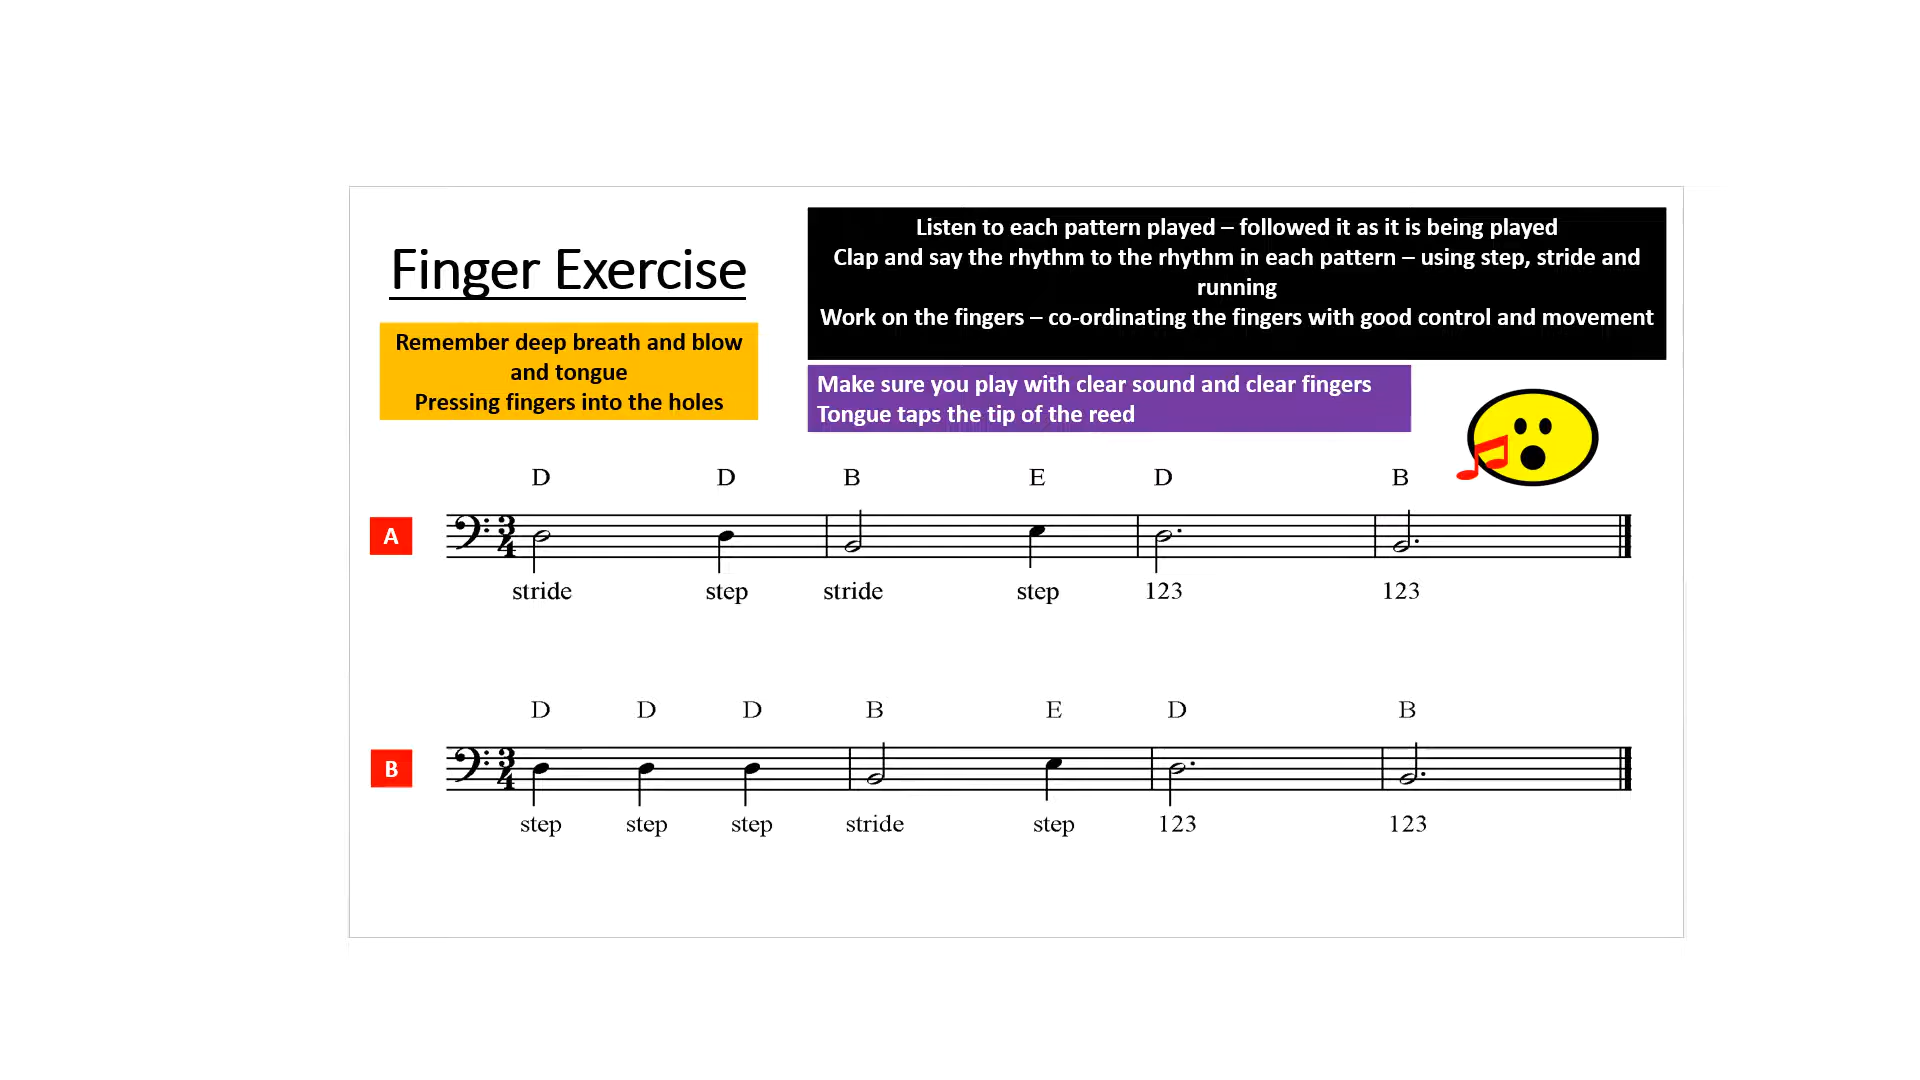 Finger Exercise
Remember deep breath and blow
and tongue
Pressing fingers into the holes
Listen to each pattern played – followed it as it is being played
Clap and say the rhythm to the rhythm in each pattern – using step, stride and
running
Work on the fingers – co-ordinating the fingers with good control and movement
Make sure you play with clear sound and clear fingers
Tongue taps the tip of the reed
D D B E D B
A
3
4
stride step stride step 123 123
D D D B E D B
B
3
4
step step step stride step 123 123